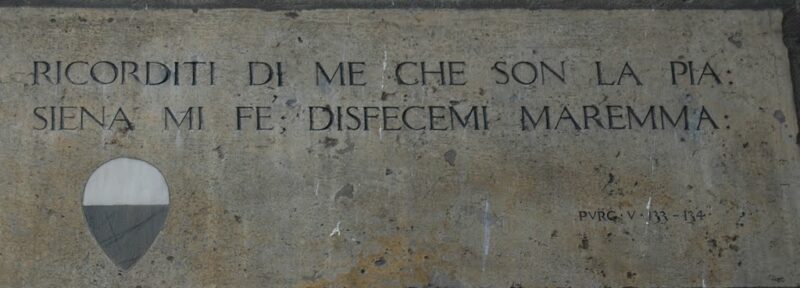 RICORDITI DI ME CHE SON LA PIA:
SIENA MI FE; DISFECEMI MAREMMA:
PVRG · V · 133 - 134